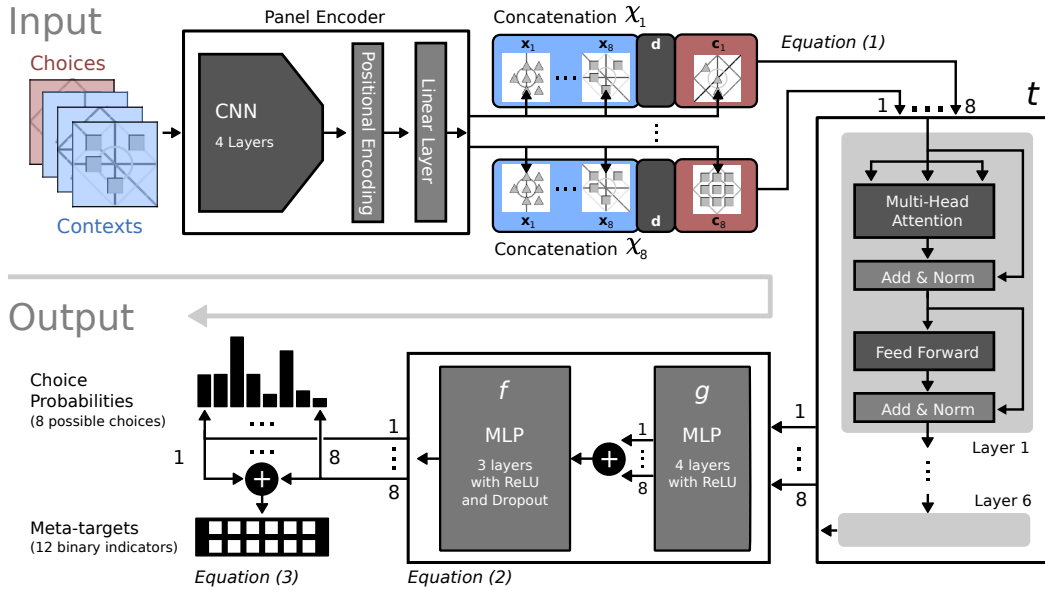 Input
Choices
Contexts
Panel Encoder
CNN
4 Layers
Positional Encoding
Linear Layer
Concatenation χ1
x1
x8
d
c1
x1
x8
d
c8
Concatenation χ8
Equation (1)
1
8
t
Multi-Head
Attention
Add & Norm
Feed Forward
Add & Norm
Layer 1
Layer 6
Output
Choice
Probabilities
(8 possible choices)
1
8
Meta-targets
(12 binary indicators)
Equation (3)
1
8
f
MLP
3 layers
with ReLU
and Dropout
+
1
8
g
MLP
4 layers
with ReLU
Equation (2)
1
8
+